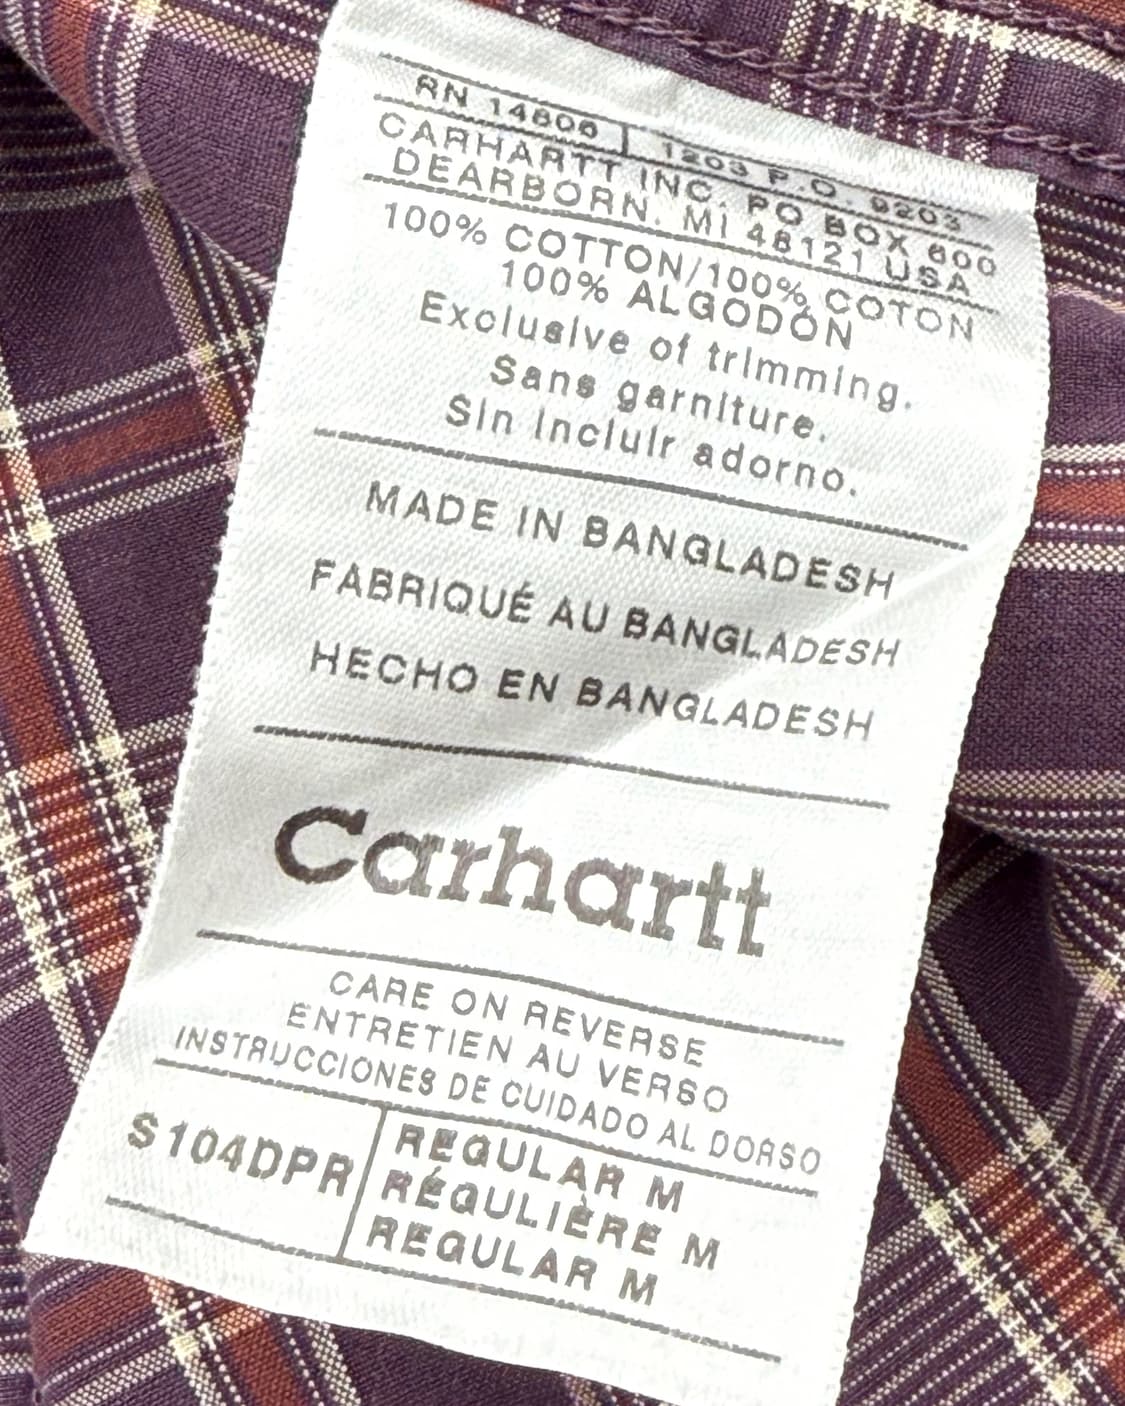 RN 14806 1203 P.O. 9203
CARHARTT INC. PO BOX 600
DEARBORN. MI 48121 USA
100% COTTON/100% COTON
100% ALGODÓN
Exclusive of trimming.
Sans garniture.
Sin incluir adorno.
MADE IN BANGLADESH
FABRIQUÉ AU BANGLADESH
HECHO EN BANGLADESH
Carhartt
CARE ON REVERSE
ENTRETIEN AU VERSO
INSTRUCCIONES DE CUIDADO AL DORSO
S104DPR REGULAR M
RÉGULIÈRE M
REGULAR M